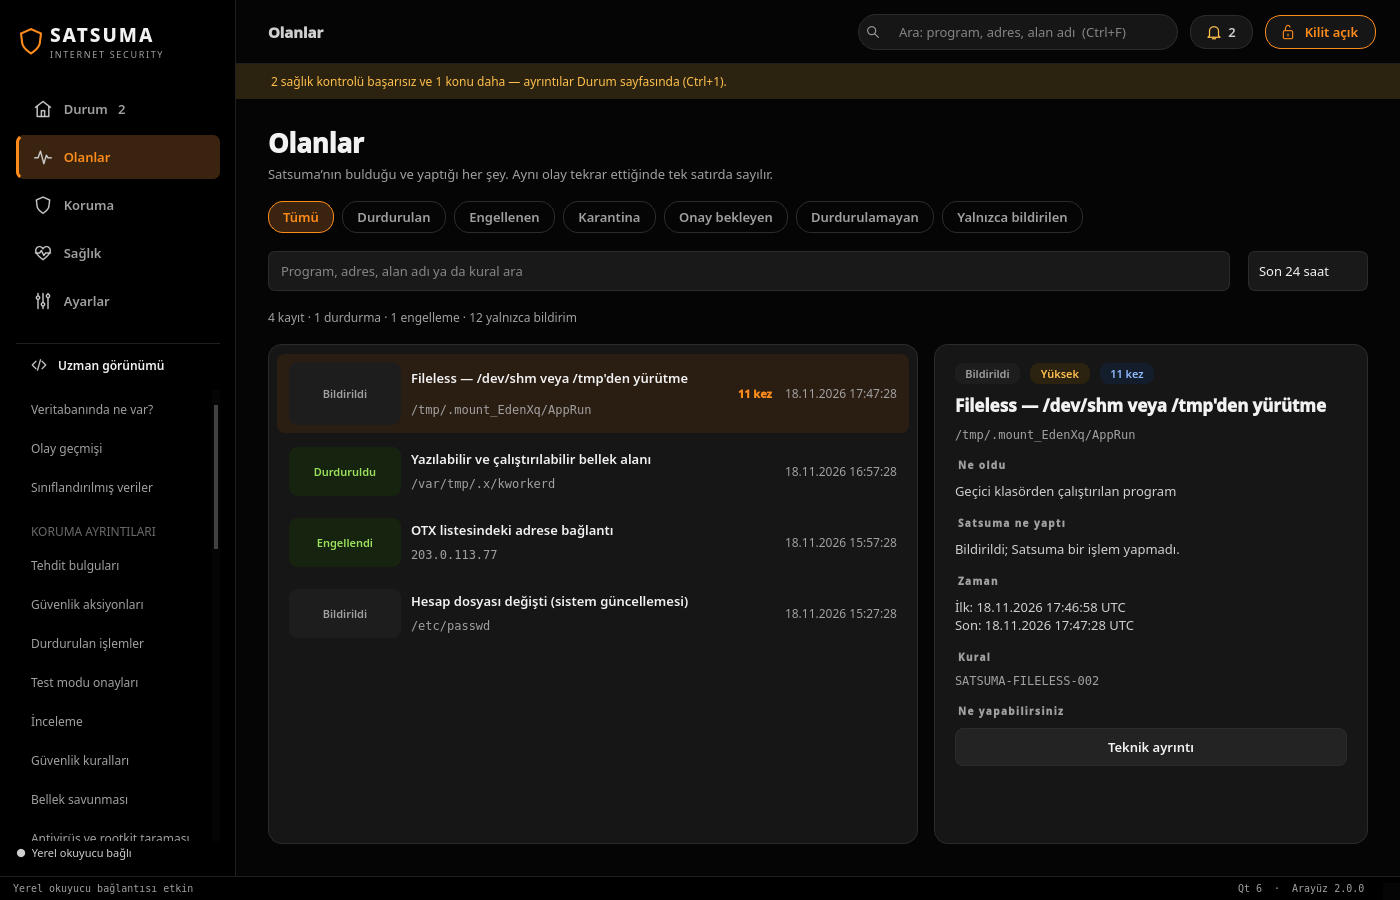 SATSUMA
INTERNET SECURITY
Durum 2
Olanlar
Koruma
Sağlık
Ayarlar
Uzman görünümü
Veritabanında ne var?
Olay geçmişi
Sınıflandırılmış veriler
KORUMA AYRINTILARI
Tehdit bulguları
Güvenlik aksiyonları
Durdurulan işlemler
Test modu onayları
İnceleme
Güvenlik kuralları
Bellek savunması
Antivirüs ve rootkit taraması
Yerel okuyucu bağlı
Olanlar
Ara: program, adres, alan adı (Ctrl+F)
2
Kilit açık
2 sağlık kontrolü başarısız ve 1 konu daha — ayrıntılar Durum sayfasında (Ctrl+1).
Olanlar
Satsuma'nın bulduğu ve yaptığı her şey. Aynı olay tekrar ettiğinde tek satırda sayılır.
Tümü Durdurulan Engellenen Karantina Onay bekleyen Durdurulamayan Yalnızca bildirilen
Program, adres, alan adı ya da kural ara
Son 24 saat
4 kayıt · 1 durdurma · 1 engelleme · 12 yalnızca bildirim
Bildirildi
Fileless — /dev/shm veya /tmp'den yürütme
/tmp/.mount_EdenXq/AppRun
11 kez 18.11.2026 17:47:28
Durduruldu
Yazılabilir ve çalıştırılabilir bellek alanı
/var/tmp/.x/kworkerd
18.11.2026 16:57:28
Engellendi
OTX listesindeki adrese bağlantı
203.0.113.77
18.11.2026 15:57:28
Bildirildi
Hesap dosyası değişti (sistem güncellemesi)
/etc/passwd
18.11.2026 15:27:28
Bildirildi Yüksek 11 kez
Fileless — /dev/shm veya /tmp'den yürütme
/tmp/.mount_EdenXq/AppRun
Ne oldu
Geçici klasörden çalıştırılan program
Satsuma ne yaptı
Bildirildi; Satsuma bir işlem yapmadı.
Zaman
İlk: 18.11.2026 17:46:58 UTC
Son: 18.11.2026 17:47:28 UTC
Kural
SATSUMA-FILELESS-002
Ne yapabilirsiniz
Teknik ayrıntı
Yerel okuyucu bağlantısı etkin
Qt 6 · Arayüz 2.0.0